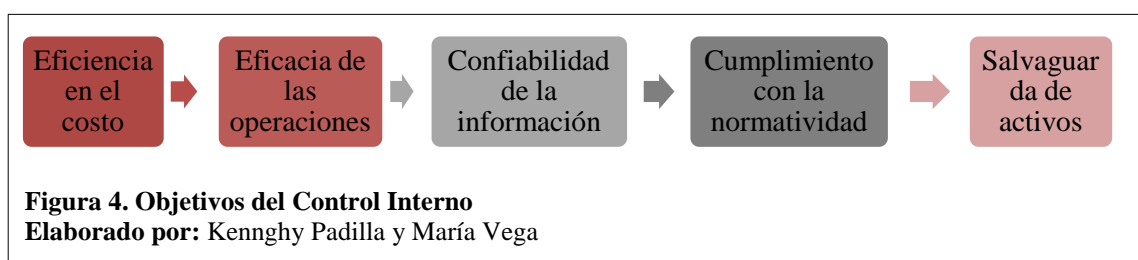 Eficiencia
en el
costo
Eficacia de
las
operaciones
Confiabilidad
de la
información
Cumplimiento
con la
normatividad
Salvaguar
da de
activos
Figura 4. Objetivos del Control Interno
Elaborado por: Kennghy Padilla y María Vega